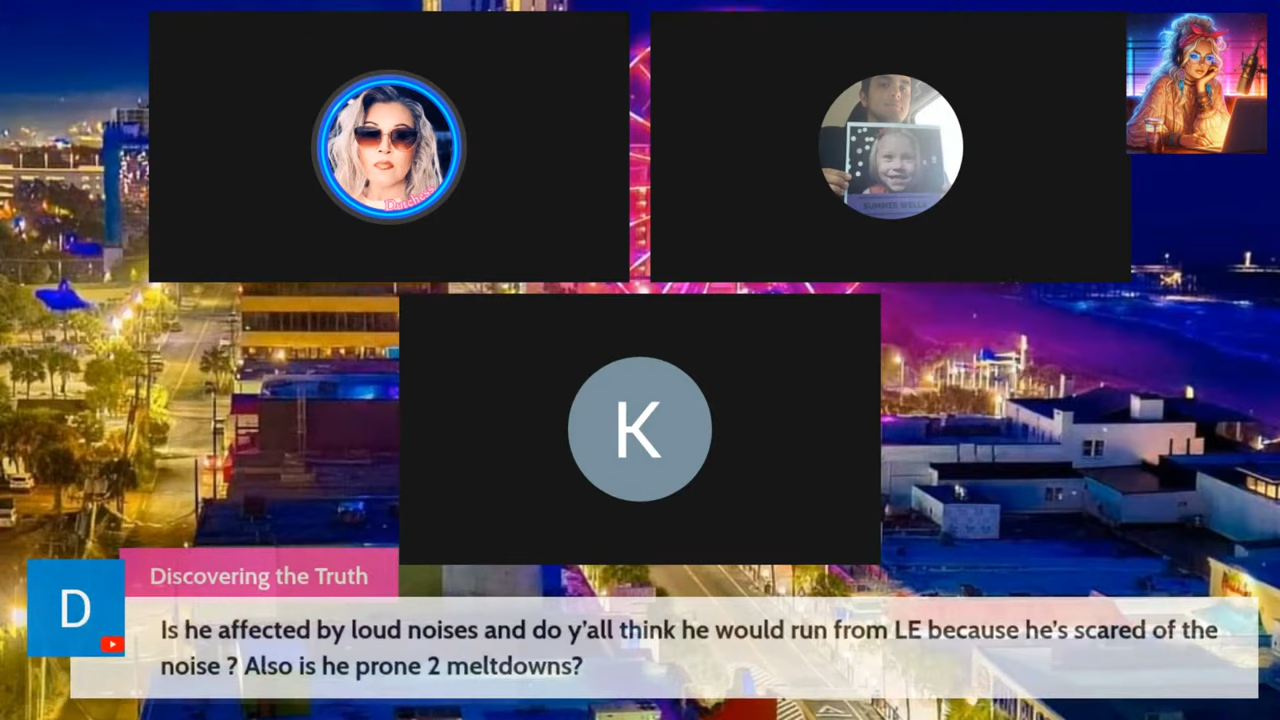 Dutchess
SUMMER WELLS
K
D
Discovering the Truth
Is he affected by loud noises and do y'all think he would run from LE because he's scared of the
noise ? Also is he prone 2 meltdowns?